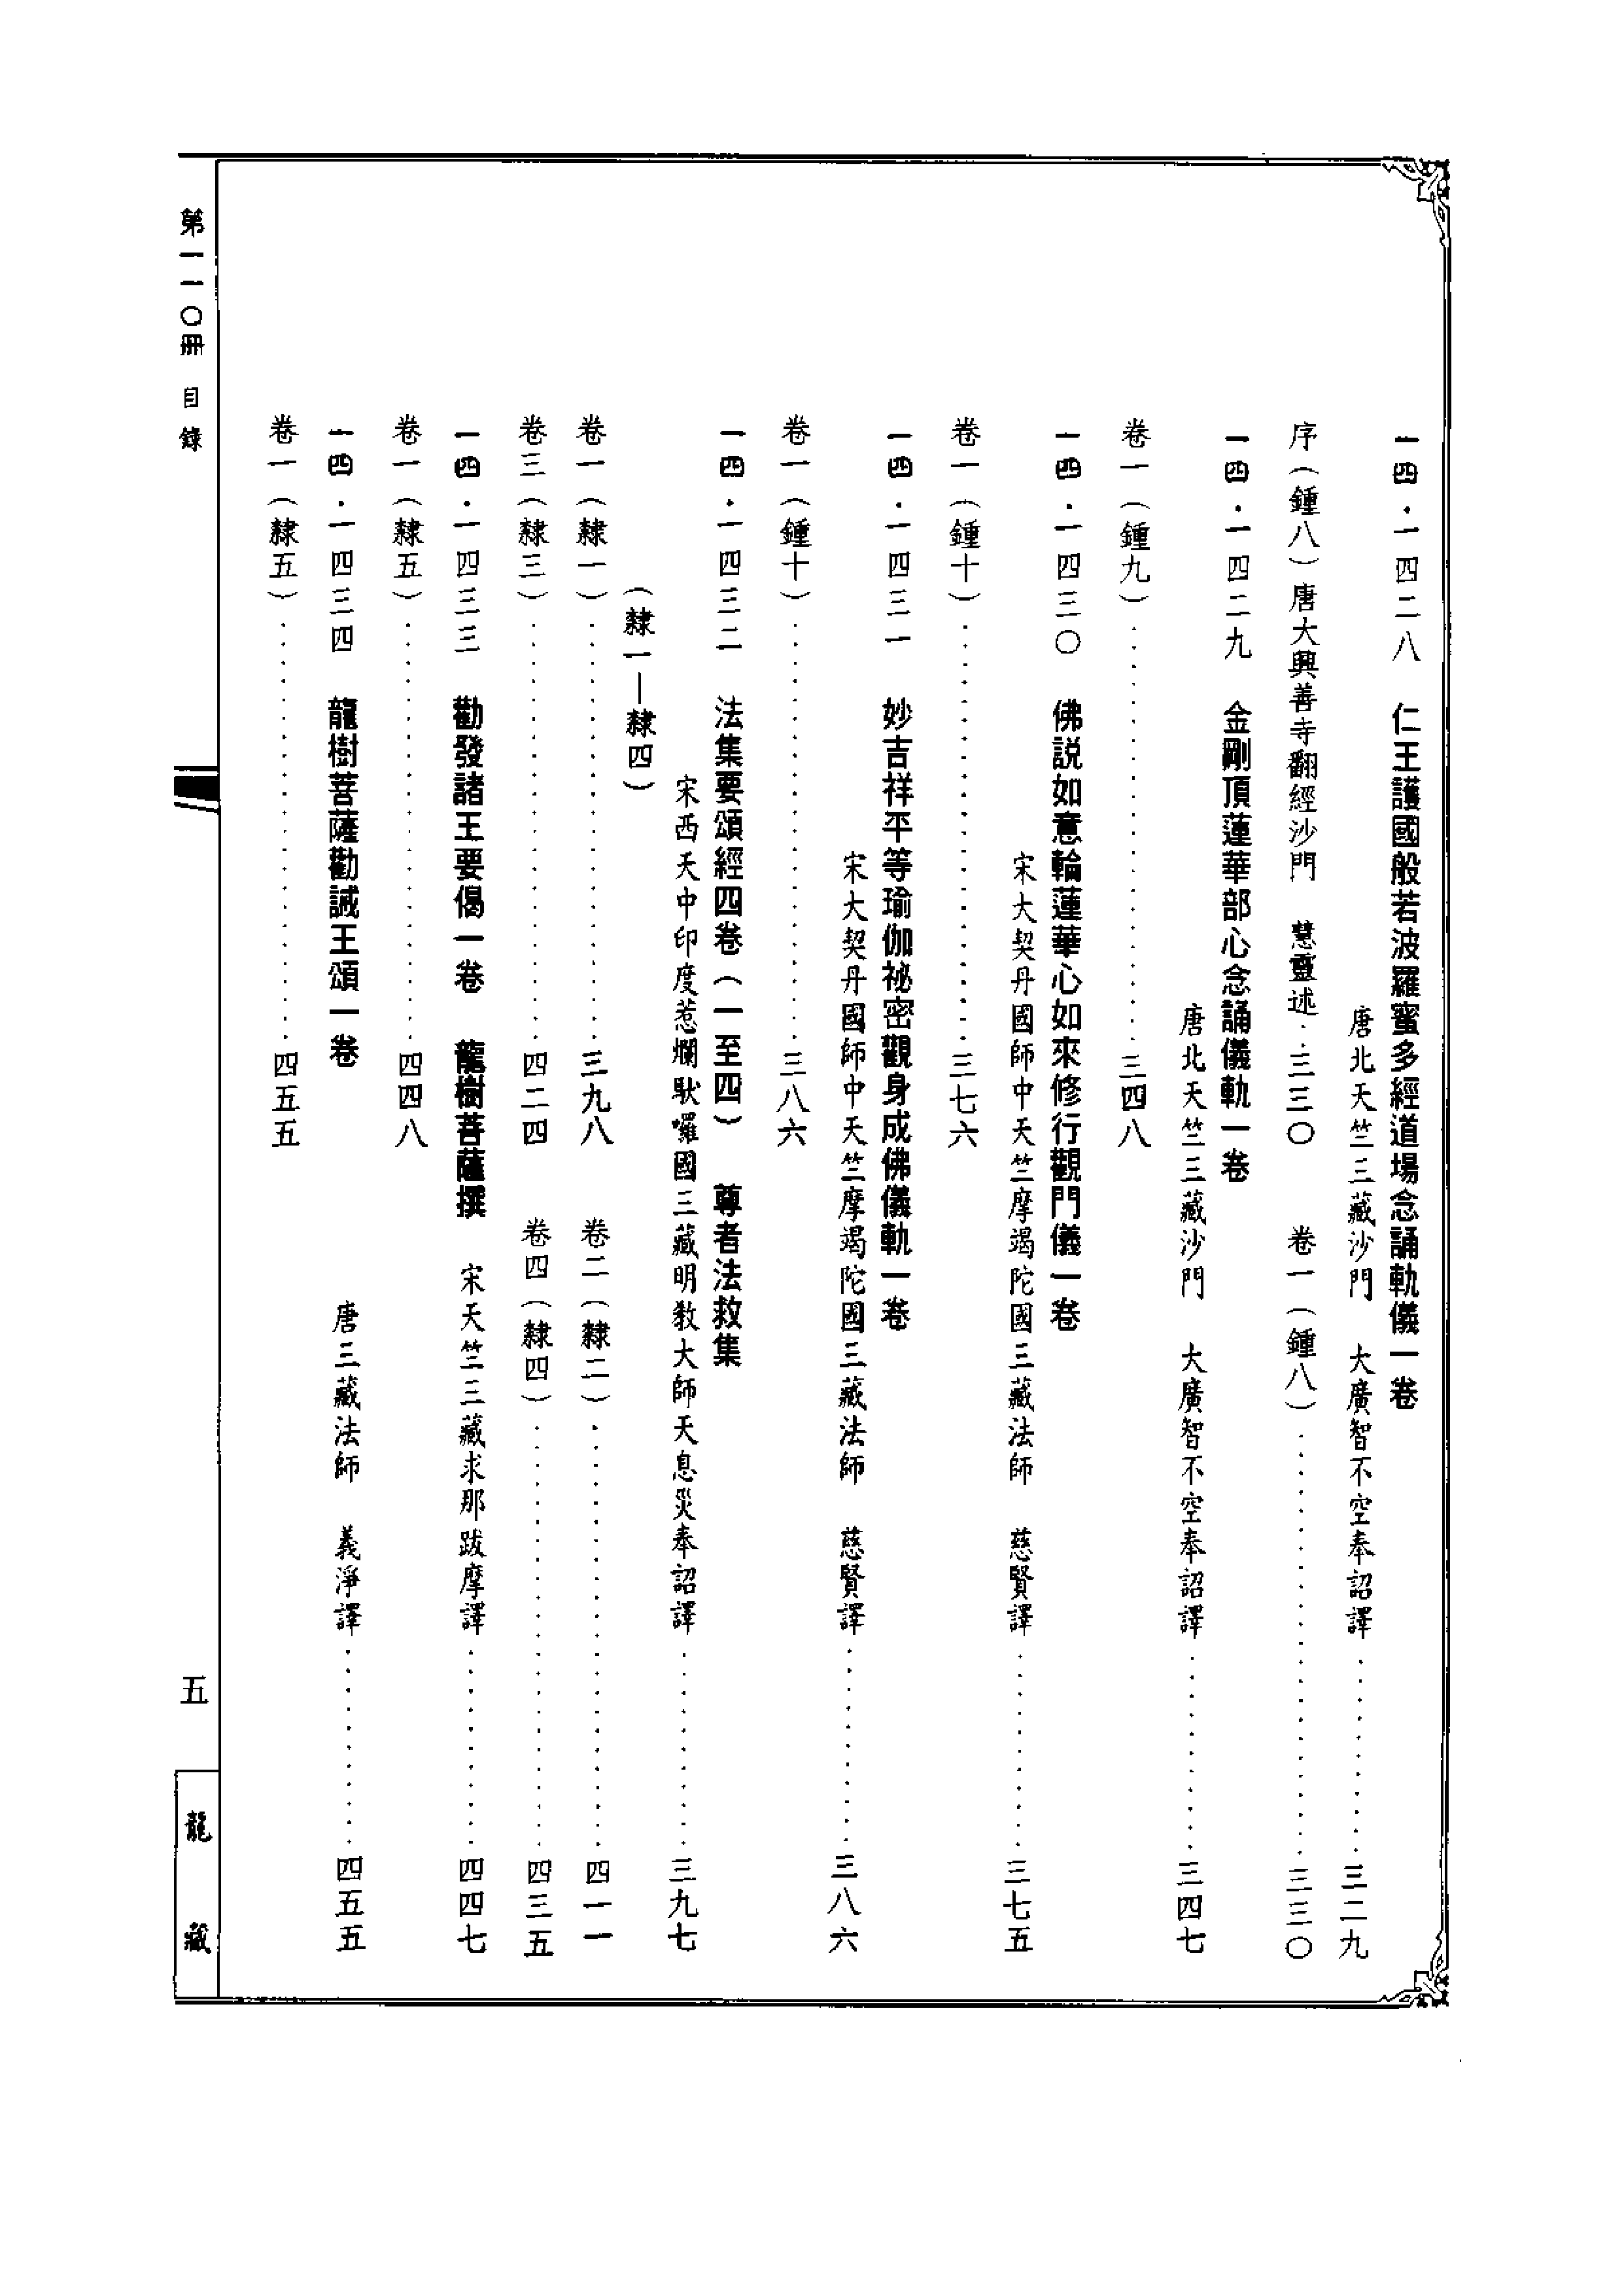 一四．一四二八　仁王護國般若波羅蜜多經道場念誦軌儀一卷
唐北天竺三藏沙門　大廣智不空奉詔譯…………三二九
序（鍾八）唐大興善寺翻經沙門　慧靈述．三三〇　卷一（鍾八）…………三三〇
一四．一四二九　金剛頂蓮華部心念誦儀軌一卷
唐北天竺三藏沙門　大廣智不空奉詔譯…………三四七
卷一（鍾九）…………三四八
一四．一四三〇　佛説如意輪蓮華心如來修行觀門儀一卷
宋大契丹國師中天竺摩竭陀國三藏法師　慈賢譯…………三七五
卷一（鍾十）…………三七六
一四．一四三一　妙吉祥平等瑜伽祕密觀身成佛儀軌一卷
宋大契丹國師中天竺摩竭陀國三藏法師　慈賢譯…………三八六
卷一（鍾十）…………三八六
一四．一四三二　法集要頌經四卷（一至四）　尊者法救集
宋西天中印度惹爛馱囉國三藏明教大師天息災奉詔譯…………三九七
（隸一—隸四）
卷一（隸一）…………三九八　卷二（隸二）…………四一一
卷三（隸三）…………四二四　卷四（隸四）…………四三五
一四．一四三三　勸發諸王要偈一卷　龍樹菩薩撰　宋天竺三藏求那跋摩譯…………四四七
卷一（隸五）…………四四八
一四．一四三四　龍樹菩薩勸誡王頌一卷
唐三藏法師　義淨譯…………四五五
卷一（隸五）…………四五五
第一一〇冊　目錄
五
龍藏